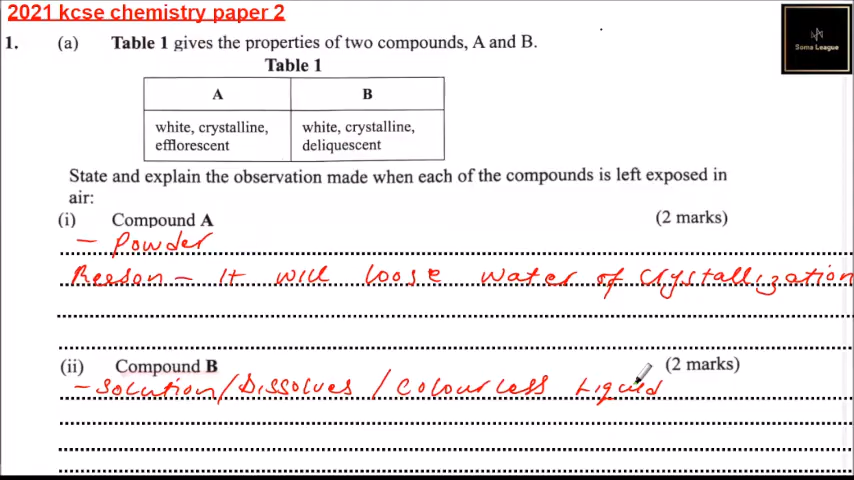 2021 kcse chemistry paper 2
1. (a) Table 1 gives the properties of two compounds, A and B.
Soma League
Table 1
A B
white, crystalline, efflorescent white, crystalline, deliquescent
State and explain the observation made when each of the compounds is left exposed in
air:
(i) Compound A (2 marks)
- Powder
Reason - It will loose water of crystallization
(ii) Compound B (2 marks)
- Solution/Dissolves/Colourless Liquid